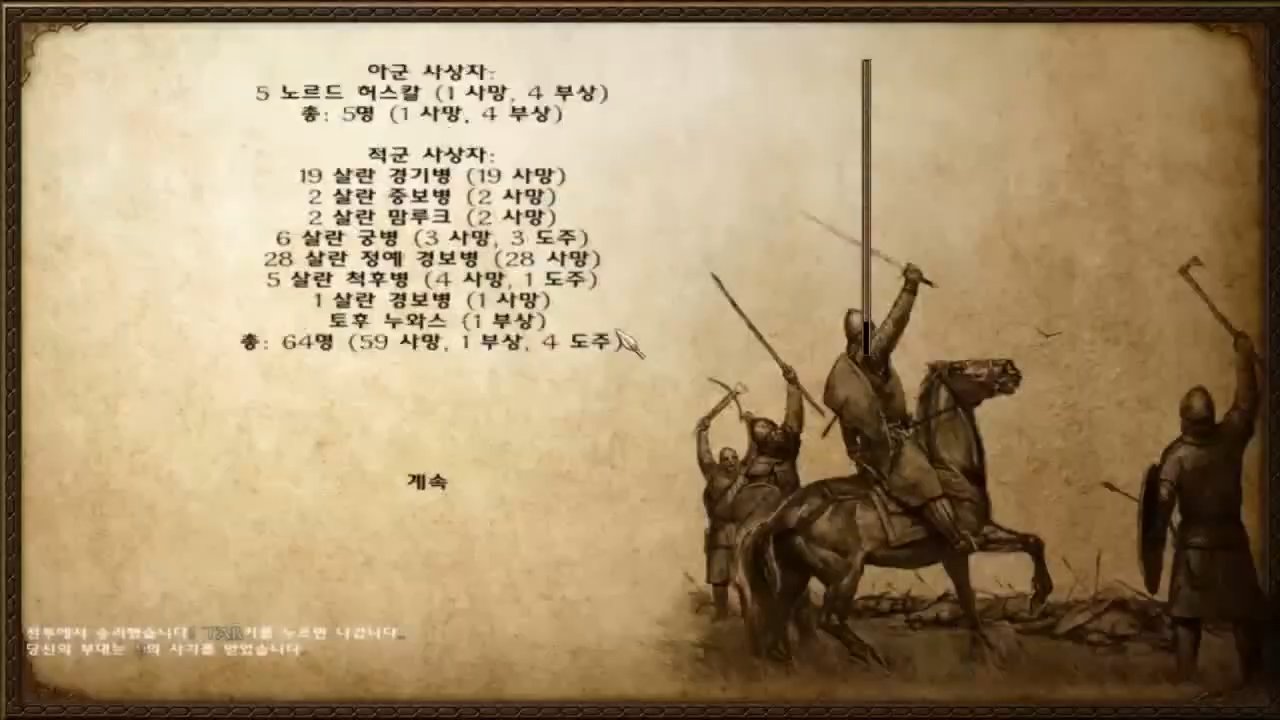 아군 사상자:
5 노르드 허스칼 (1 사망, 4 부상)
총: 5명 (1 사망, 4 부상)
적군 사상자:
19 살란 경기병 (19 사망)
2 살란 중보병 (2 사망)
2 살란 맘루크 (2 사망)
6 살란 궁병 (3 사망, 3 도주)
28 살란 정예 경보병 (28 사망)
5 살란 척후병 (4 사망, 1 도주)
1 살란 경보병 (1 사망)
토후 누와스 (1 부상)
총: 64명 (59 사망, 1 부상, 4 도주)
계속
전투에서 승리했습니다! TAB키를 누르면 나갑니다..
당신의 부대는 의 사기를 얻었습니다